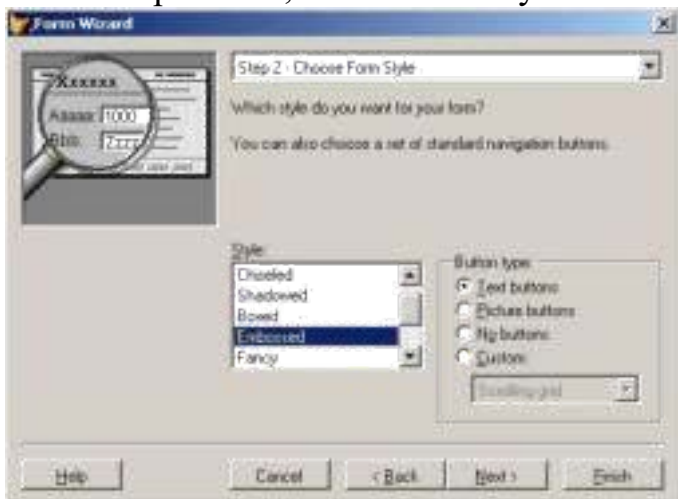 Form Wizard
Step 2 - Choose Form Style
Xxxxxx
Aaaaa: 1000
Bbb: Zzzz
Which style do you want for your form?
You can also choose a set of standard navigation buttons.
Style:
Chiseled
Shadowed
Boxed
Embossed
Fancy
Button type:
Text buttons
Picture buttons
No buttons
Custom
Scrolling grid
Help
Cancel
< Back
Next >
Finish